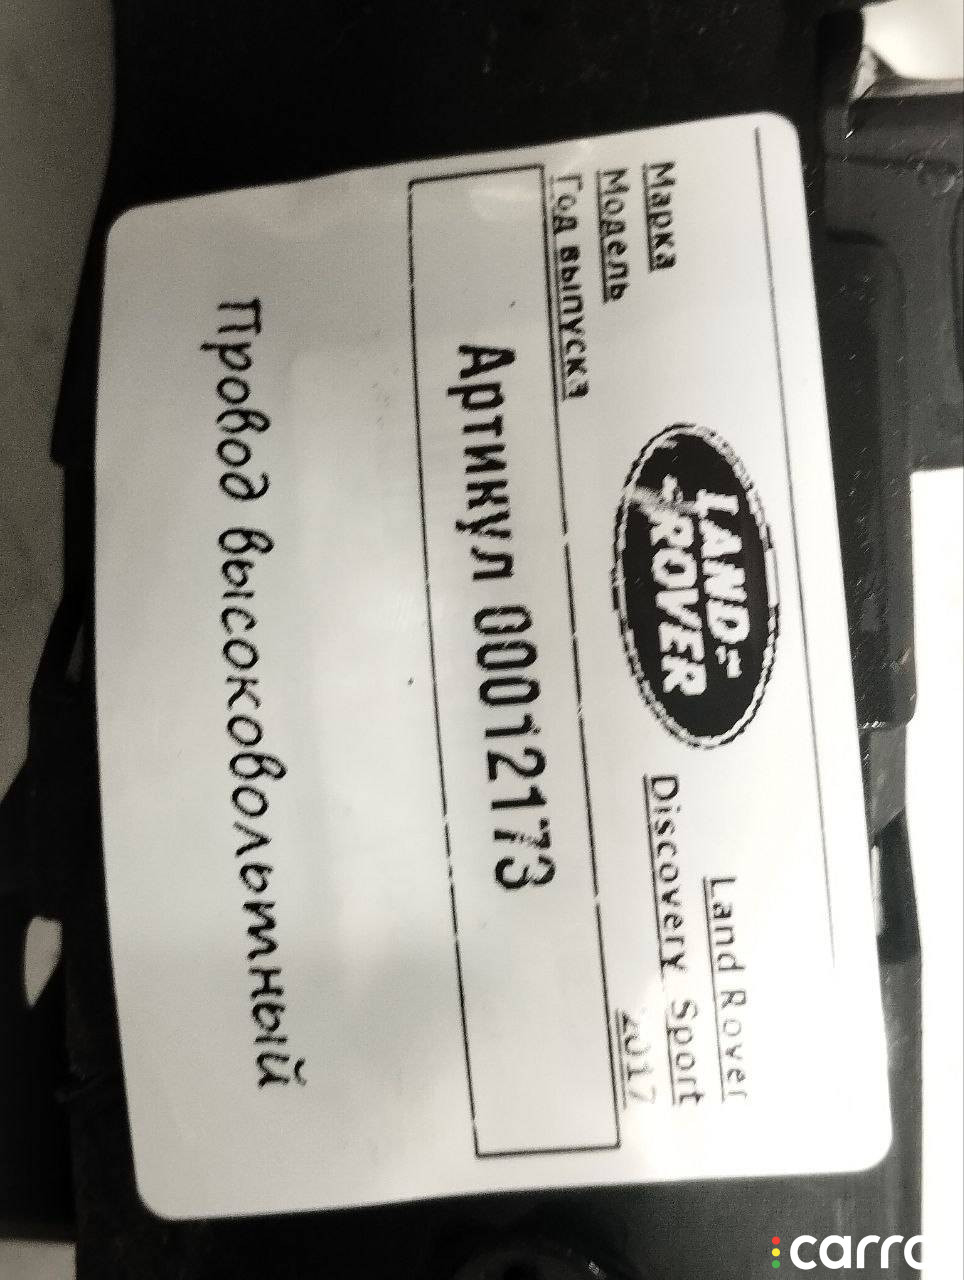 Марка
Land Rover
Модель
Discovery Sport
Год выпуска
2017
LAND
ROVER
Артикул 00012173
Провод высоковольтный
carro